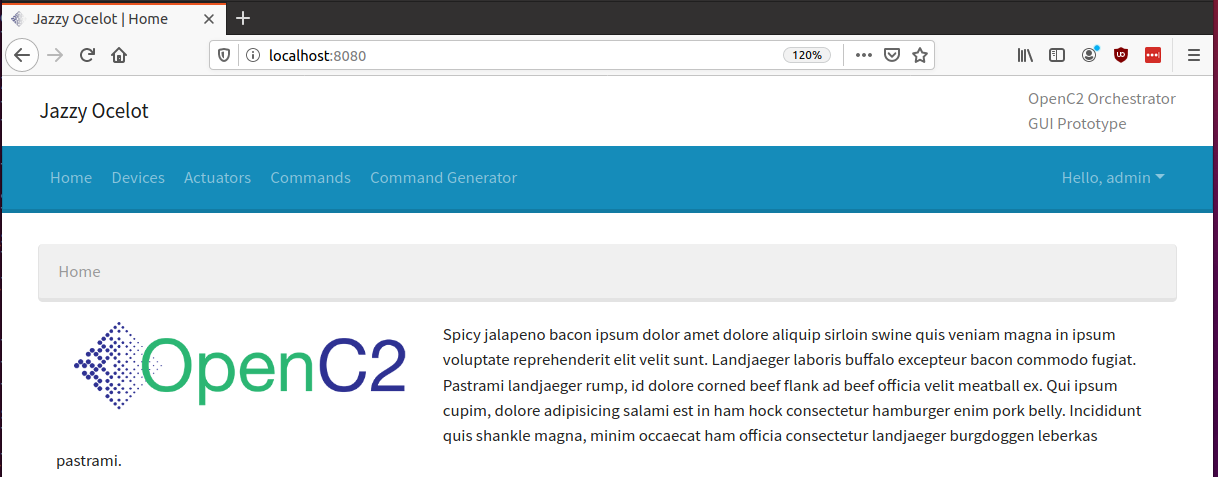 Jazzy Ocelot | Home
localhost:8080
120%
Jazzy Ocelot
OpenC2 Orchestrator
GUI Prototype
Home Devices Actuators Commands Command Generator Hello, admin
Home
OpenC2
Spicy jalapeno bacon ipsum dolor amet dolore aliquip sirloin swine quis veniam magna in ipsum
voluptate reprehenderit elit velit sunt. Landjaeger laboris buffalo excepteur bacon commodo fugiat.
Pastrami landjaeger rump, id dolore corned beef flank ad beef officia velit meatball ex. Qui ipsum
cupim, dolore adipisicing salami est in ham hock consectetur hamburger enim pork belly. Incididunt
quis shankle magna, minim occaecat ham officia consectetur landjaeger burgdoggen leberkas
pastrami.